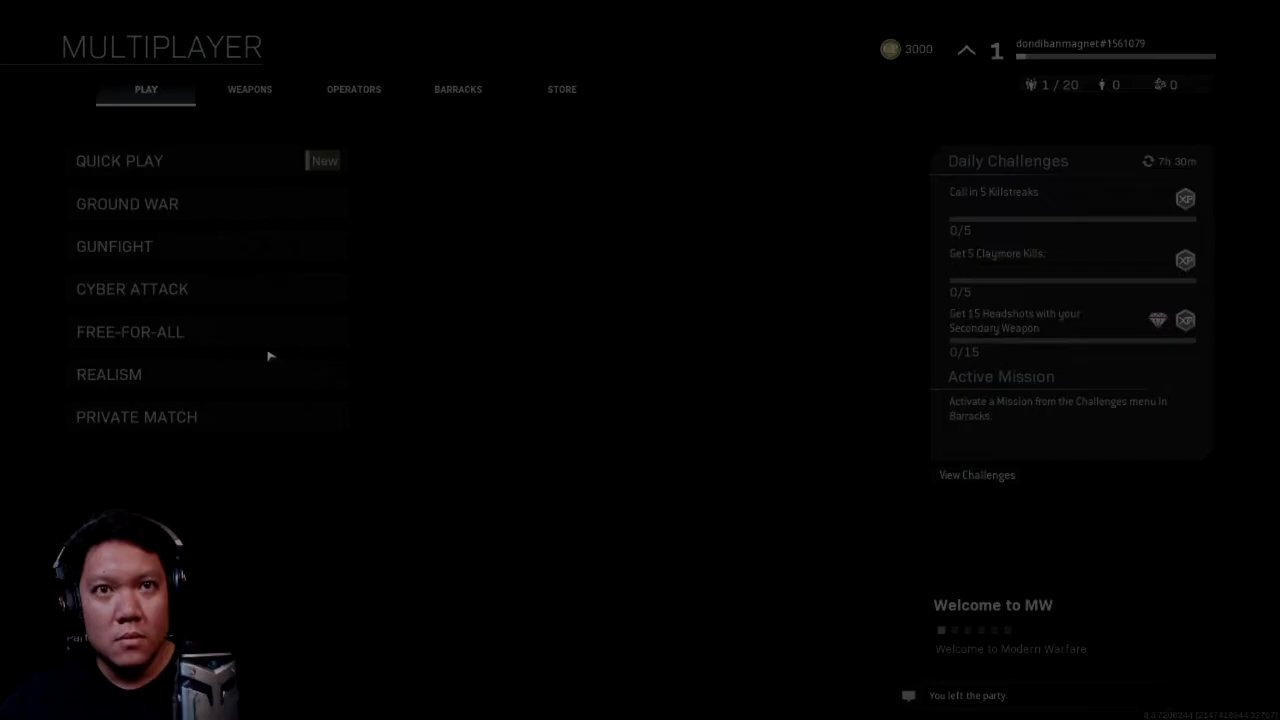 MULTIPLAYER
3000
1
dondibanmagnet#1561079
1 / 20
0
0
PLAY
WEAPONS
OPERATORS
BARRACKS
STORE
QUICK PLAY
New
GROUND WAR
GUNFIGHT
CYBER ATTACK
FREE-FOR-ALL
REALISM
PRIVATE MATCH
Daily Challenges
7h 30m
Call in 5 Killstreaks
XP
0/5
Get 5 Claymore Kills.
XP
0/5
Get 15 Headshots with your
Secondary Weapon
XP
0/15
Active Mission
Activate a Mission from the Challenges menu in
Barracks.
View Challenges
Welcome to MW
Welcome to Modern Warfare
You left the party.